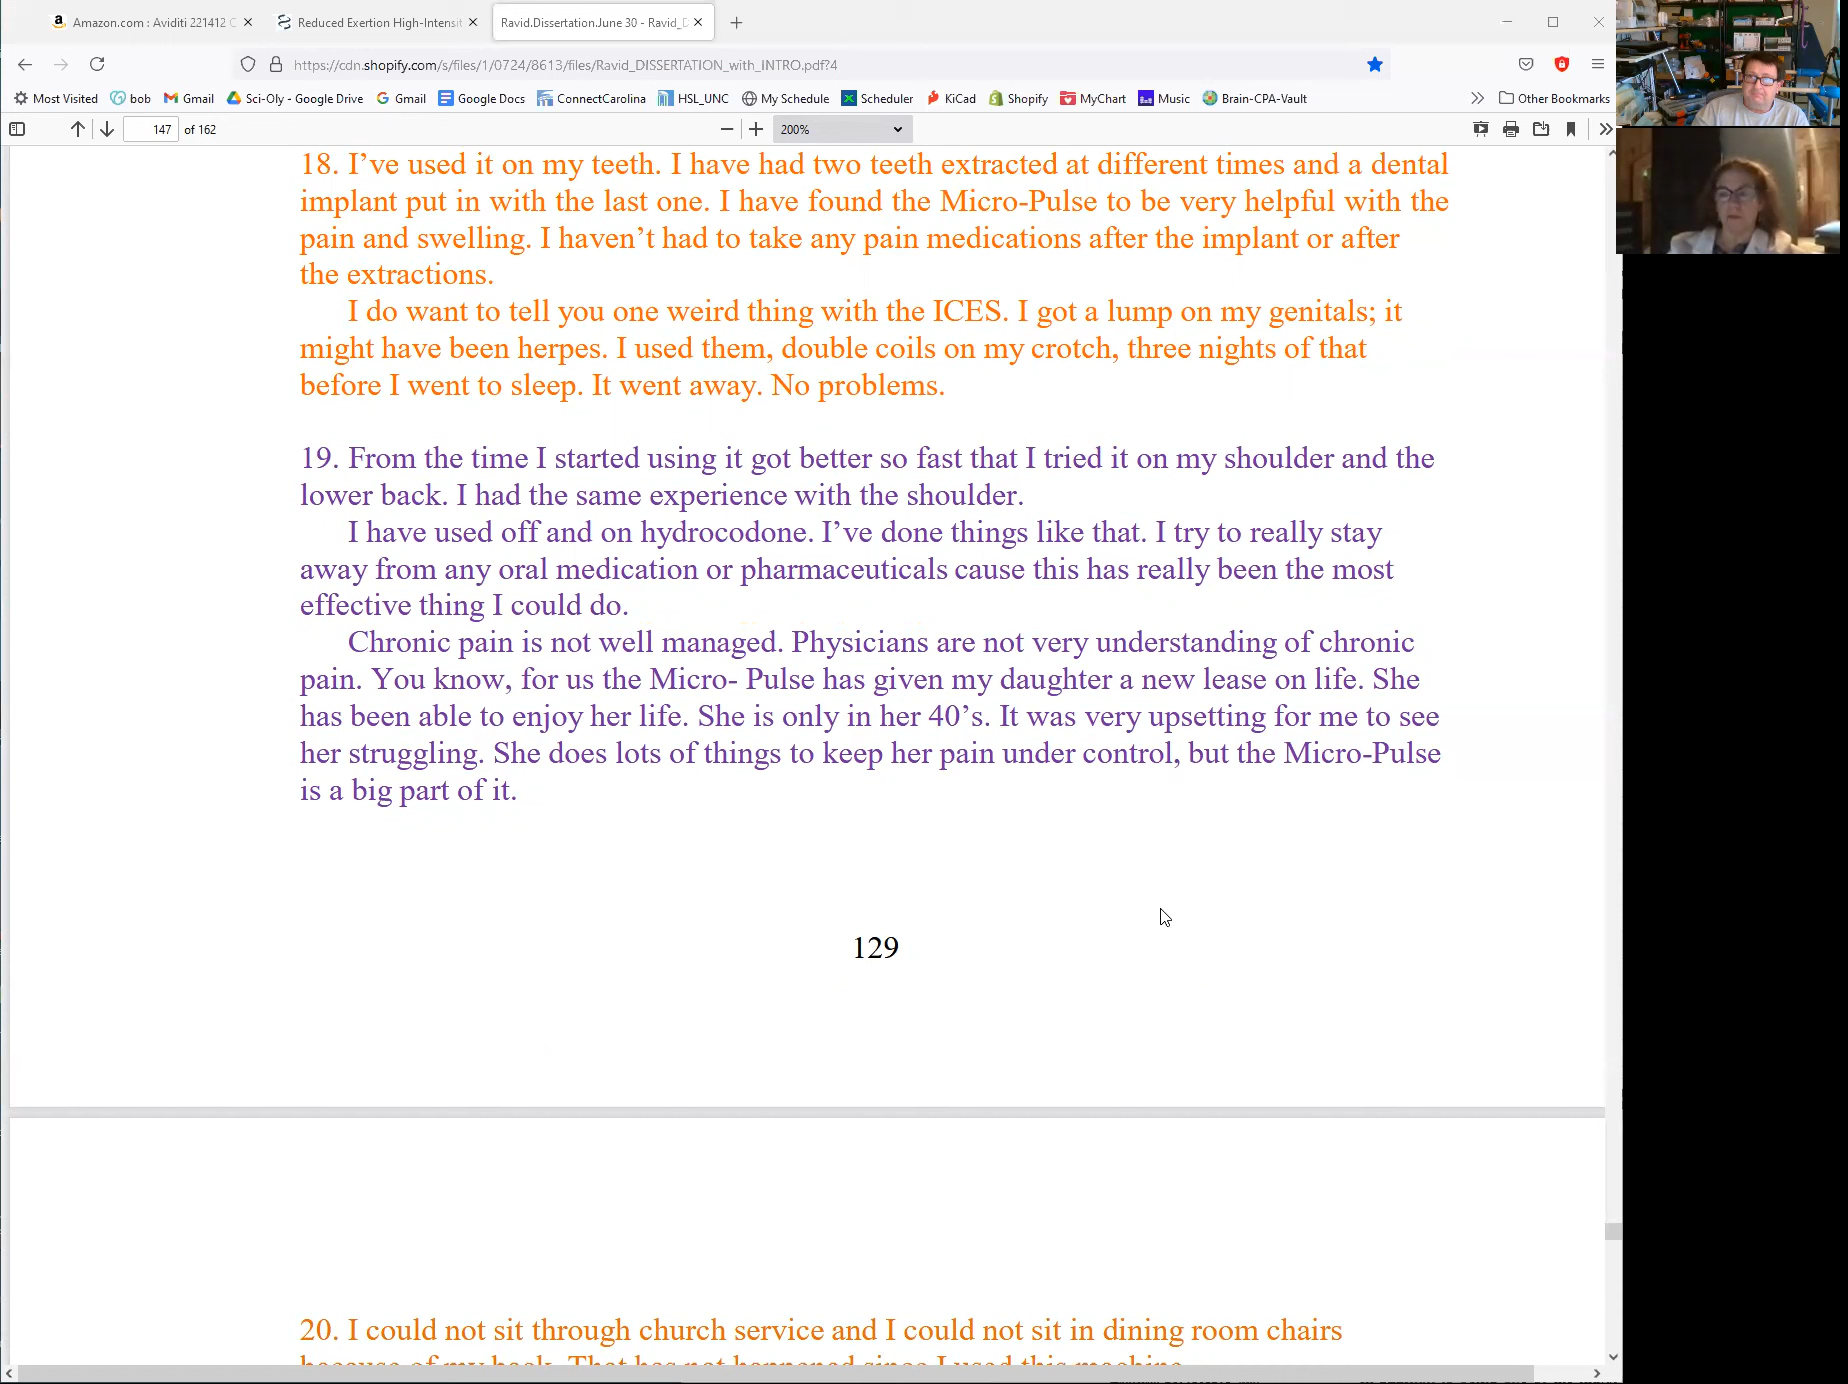 Amazon.com : Aviditi 221412 C
Reduced Exertion High-Intensit
Ravid.Dissertation.June 30 - Ravid_D
https://cdn.shopify.com/s/files/1/0724/8613/files/Ravid_DISSERTATION_with_INTRO.pdf?4
Most Visited bob Gmail Sci-Oly - Google Drive Gmail Google Docs ConnectCarolina HSL_UNC My Schedule Scheduler KiCad Shopify MyChart Music Brain-CPA-Vault Other Bookmarks
147 of 162 200%
18. I’ve used it on my teeth. I have had two teeth extracted at different times and a dental
implant put in with the last one. I have found the Micro-Pulse to be very helpful with the
pain and swelling. I haven’t had to take any pain medications after the implant or after
the extractions.
I do want to tell you one weird thing with the ICES. I got a lump on my genitals; it
might have been herpes. I used them, double coils on my crotch, three nights of that
before I went to sleep. It went away. No problems.
19. From the time I started using it got better so fast that I tried it on my shoulder and the
lower back. I had the same experience with the shoulder.
I have used off and on hydrocodone. I’ve done things like that. I try to really stay
away from any oral medication or pharmaceuticals cause this has really been the most
effective thing I could do.
Chronic pain is not well managed. Physicians are not very understanding of chronic
pain. You know, for us the Micro- Pulse has given my daughter a new lease on life. She
has been able to enjoy her life. She is only in her 40’s. It was very upsetting for me to see
her struggling. She does lots of things to keep her pain under control, but the Micro-Pulse
is a big part of it.
129
20. I could not sit through church service and I could not sit in dining room chairs
because of my back. That has not happened since I used this machine.